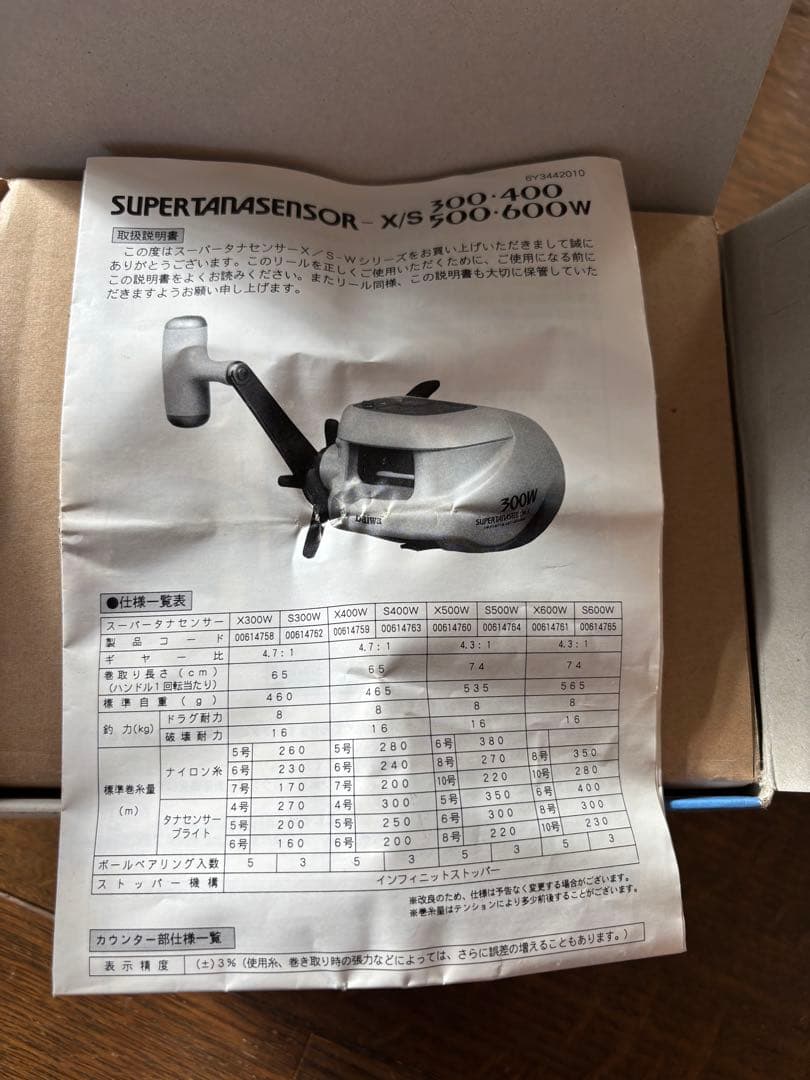 6Y3442010
SUPERTANASENSOR-X/S 300・400
500・600W
取扱説明書
この度はスーパータナセンサーX/S-Wシリーズをお買い上げいただきまして誠に
ありがとうございます。このリールを正しくご使用いただくために、ご使用になる前に
この説明書をよくお読みください。またリール同様、この説明書も大切に保管していた
だきますようお願い申し上げます。
300W
Daiwa
●仕様一覧表
スーパータナセンサー X300W S300W X400W S400W X500W S500W X600W S600W
製品コード 00614758 00614762 00614759 00614763 00614760 00614764 00614761 00614765
ギヤー比 4.7:1 4.7:1 4.3:1 4.3:1
巻取り長さ(cm) 65 65 74 74
(ハンドル1回転当たり)
標準自重(g) 460 465 535 565
釣力(kg) ドラグ耐力 8 8 8 8
破壊耐力 16 16 16 16
標準巻糸量(m) ナイロン糸 5号 260 5号 280 6号 380 8号 350
6号 230 6号 240 8号 270 10号 280
7号 170 7号 200 10号 220
タナセンサーブライト 4号 270 4号 300 5号 350 6号 400
5号 200 5号 250 6号 300 8号 300
6号 160 6号 200 8号 220 10号 230
ボールベアリング入数 5 3 5 3 5 3 5 3
ストッパー機構 インフィニットストッパー
※改良のため、仕様は予告なく変更する場合がございます。
※巻糸量はテンションにより多少前後することがございます。
カウンター部仕様一覧
表示精度 (±)3%(使用糸、巻き取り時の張力などによっては、さらに誤差の増えることもあります。)